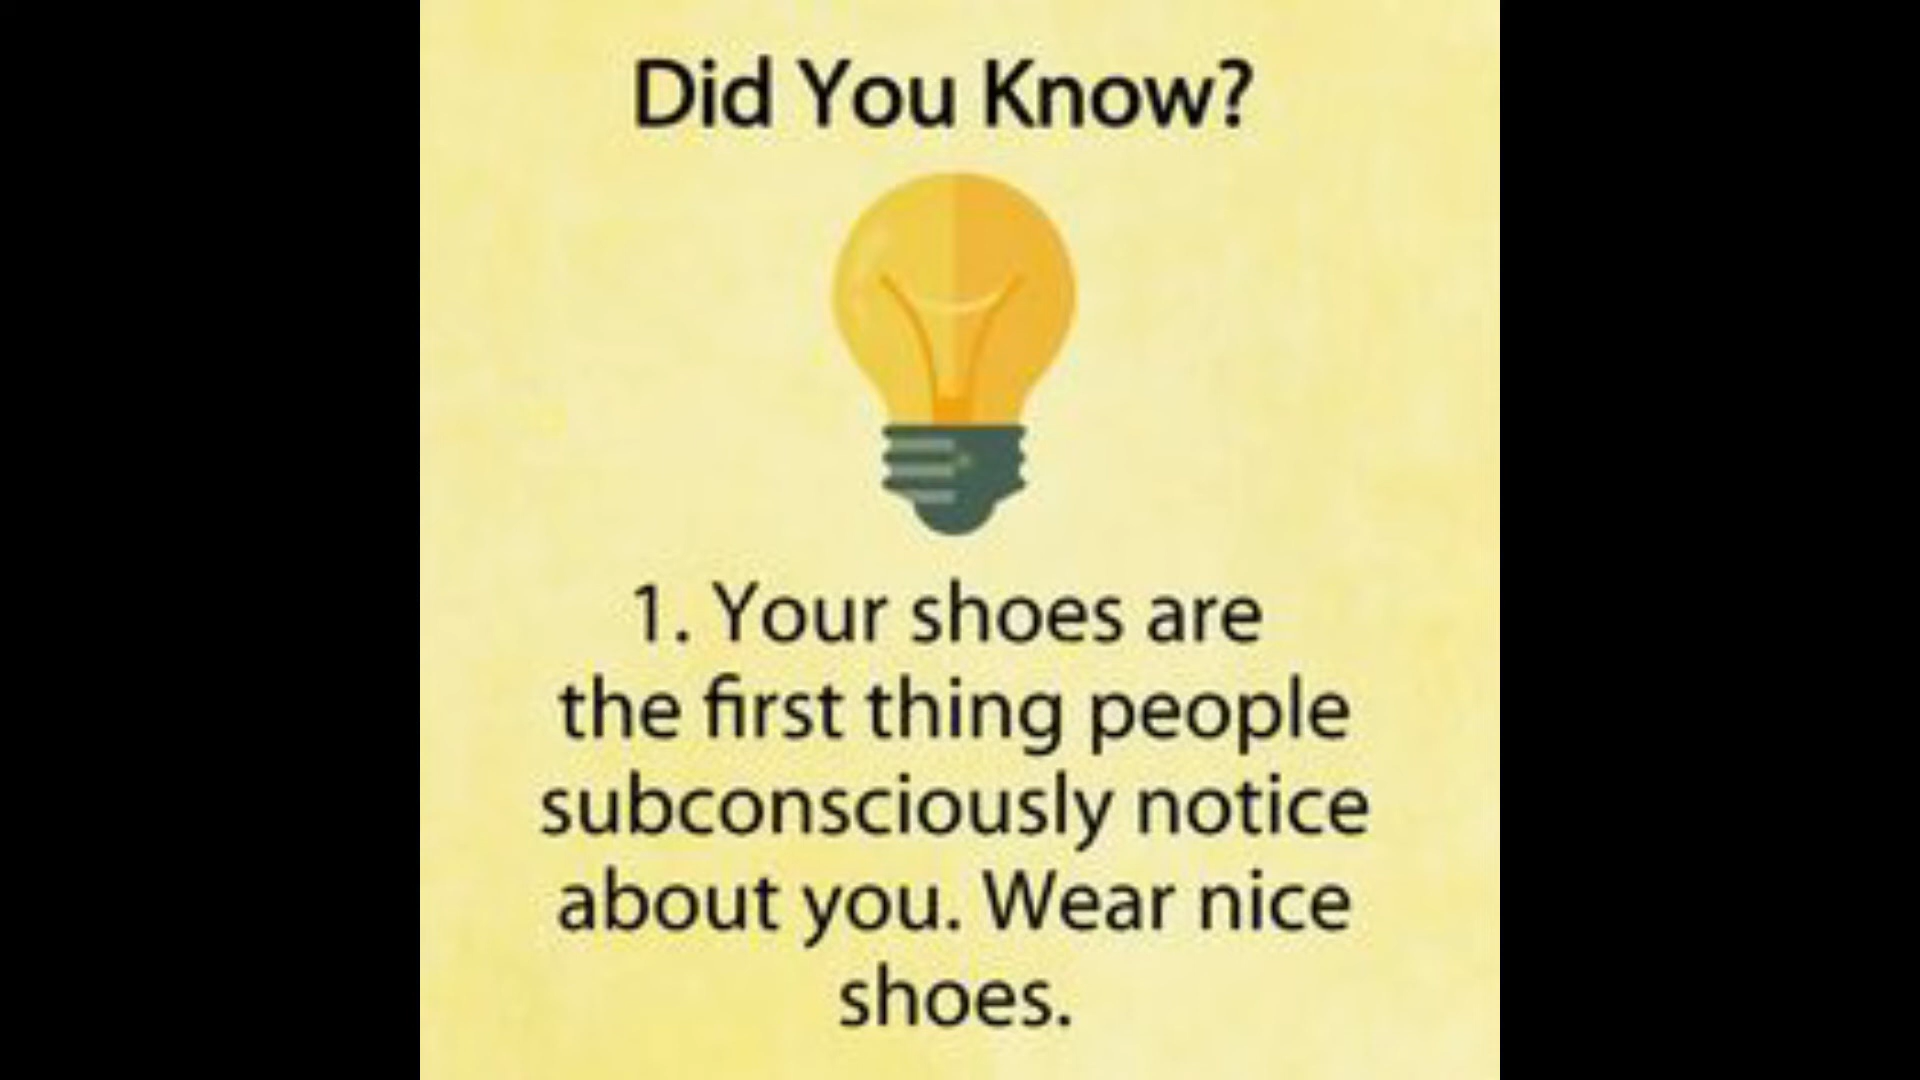 Did You Know?
1. Your shoes are
the first thing people
subconsciously notice
about you. Wear nice
shoes.